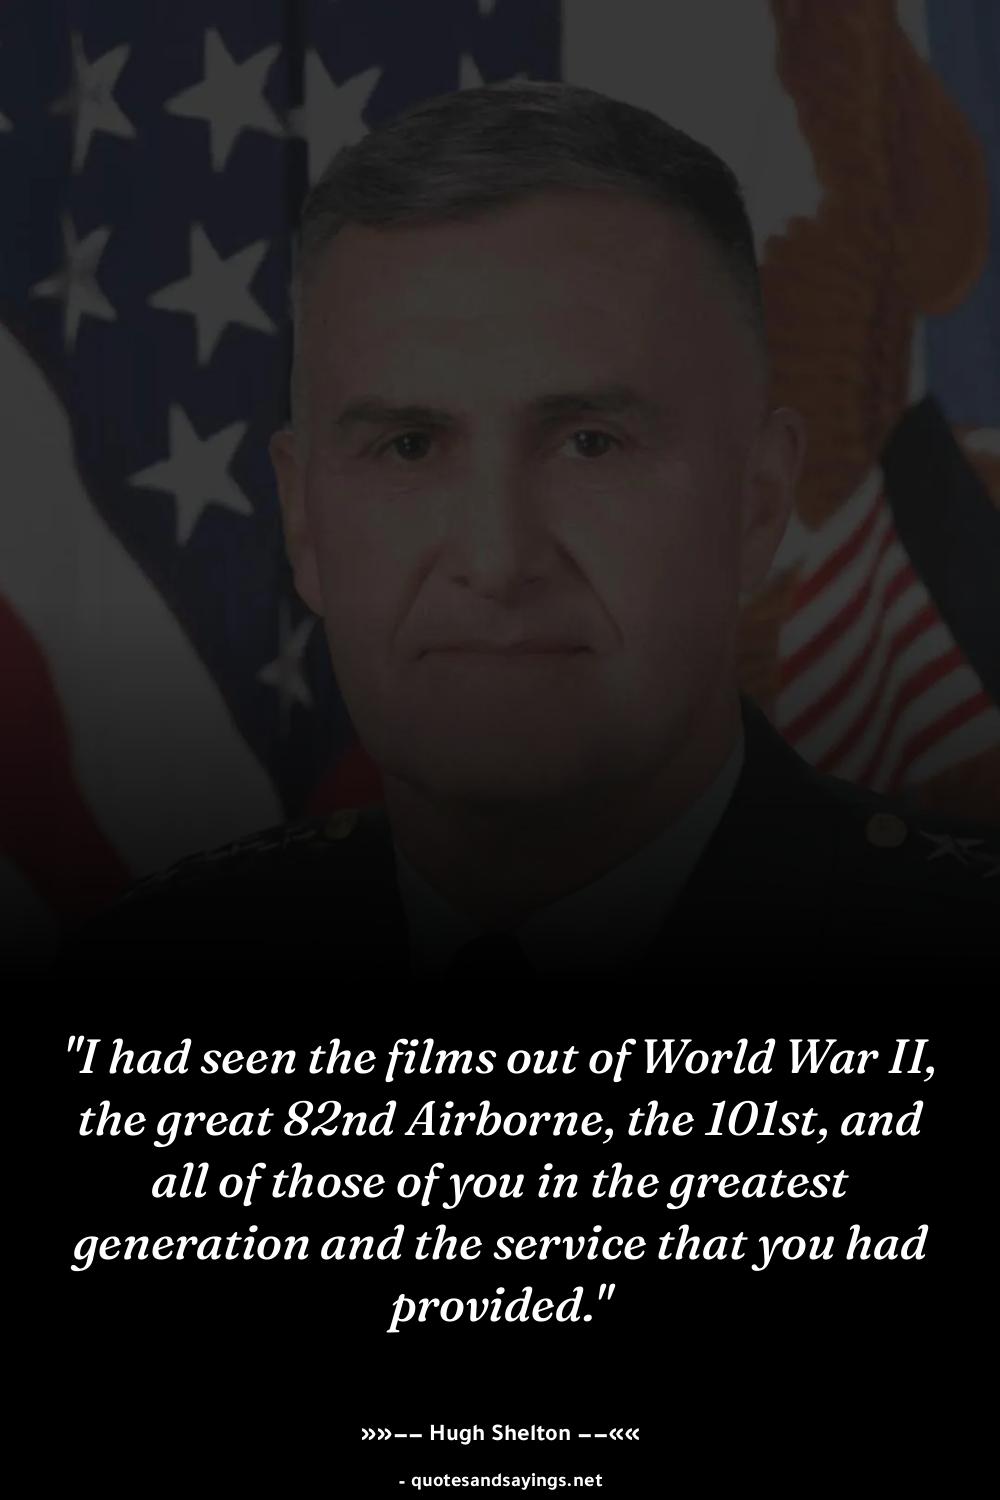 "I had seen the films out of World War II,
the great 82nd Airborne, the 101st, and
all of those of you in the greatest
generation and the service that you had
provided."
»»−− Hugh Shelton −−««
- quotesandsayings.net